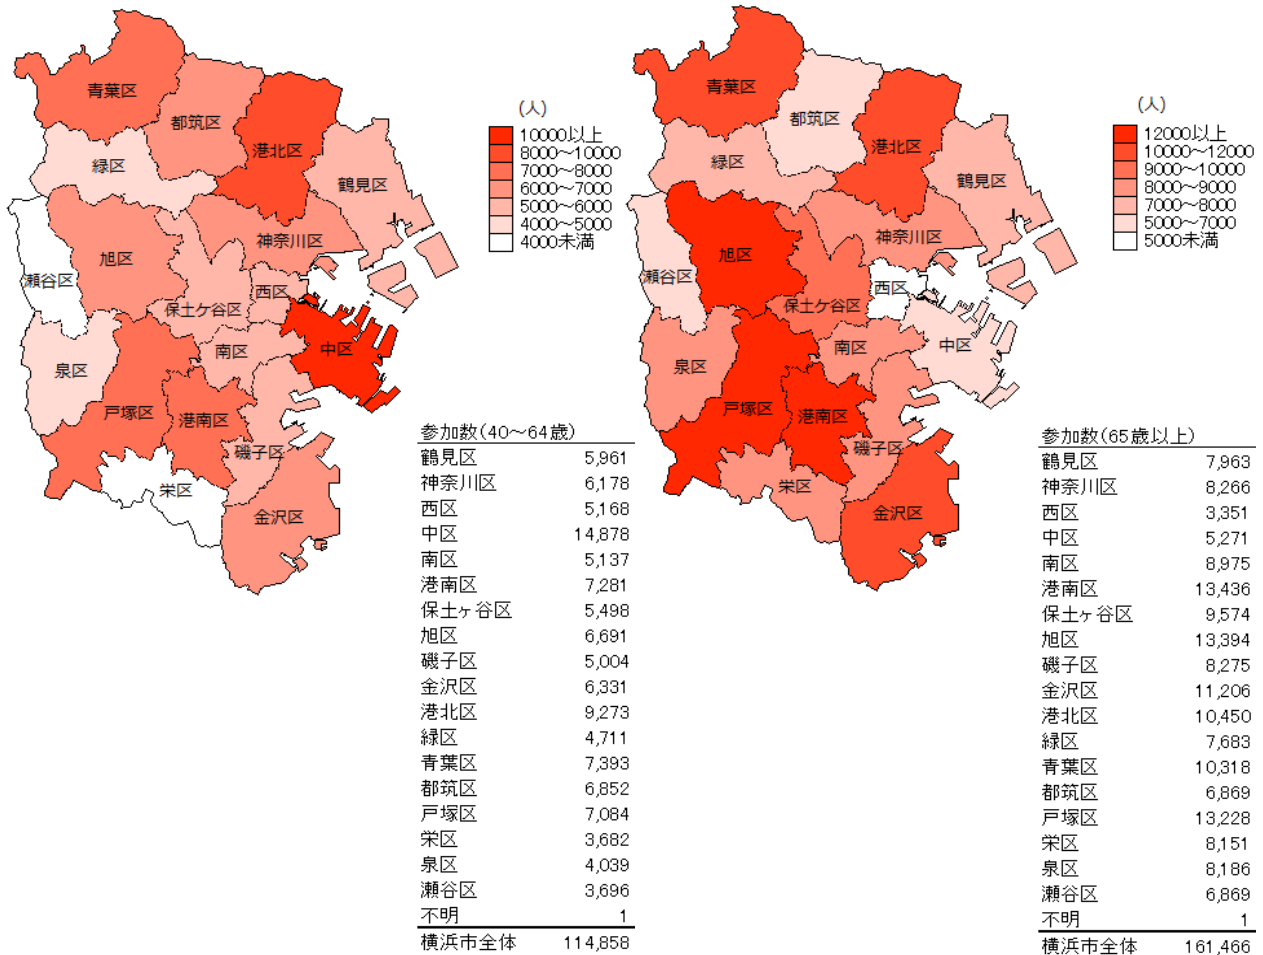 青葉区
都筑区
港北区
緑区
鶴見区
神奈川区
旭区
瀬谷区
西区
保土ケ谷区
中区
南区
泉区
戸塚区
港南区
磯子区
栄区
金沢区
(人)
10000以上
8000～10000
7000～8000
6000～7000
5000～6000
4000～5000
4000未満
参加数(40～64歳)
鶴見区 5,961
神奈川区 6,178
西区 5,168
中区 14,878
南区 5,137
港南区 7,281
保土ヶ谷区 5,498
旭区 6,691
磯子区 5,004
金沢区 6,331
港北区 9,273
緑区 4,711
青葉区 7,393
都筑区 6,852
戸塚区 7,084
栄区 3,682
泉区 4,039
瀬谷区 3,696
不明 1
横浜市全体 114,858
青葉区
都筑区
港北区
緑区
鶴見区
神奈川区
旭区
瀬谷区
西区
保土ケ谷区
中区
南区
泉区
戸塚区
港南区
磯子区
栄区
金沢区
(人)
12000以上
10000～12000
9000～10000
8000～9000
7000～8000
5000～7000
5000未満
参加数(65歳以上)
鶴見区 7,963
神奈川区 8,266
西区 3,351
中区 5,271
南区 8,975
港南区 13,436
保土ヶ谷区 9,574
旭区 13,394
磯子区 8,275
金沢区 11,206
港北区 10,450
緑区 7,683
青葉区 10,318
都筑区 6,869
戸塚区 13,228
栄区 8,151
泉区 8,186
瀬谷区 6,869
不明 1
横浜市全体 161,466